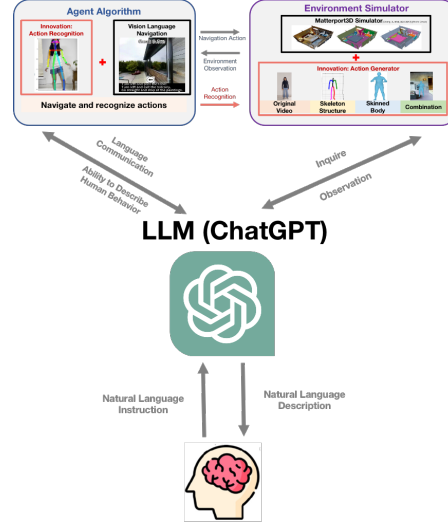 Agent Algorithm
Innovation:
Action Recognition
+
Vision Language
Navigation
Navigate and recognize actions
Navigation Action
Environment
Observation
Action
Recognition
Environment Simulator
Matterport3D Simulator
+
Innovation: Action Generator
Original
Video
Skeleton
Structure
Skinned
Body
Combination
Language
Communication
Ability to Describe
Human Behavior
Inquire
Observation
LLM (ChatGPT)
Natural Language
Instruction
Natural Language
Description